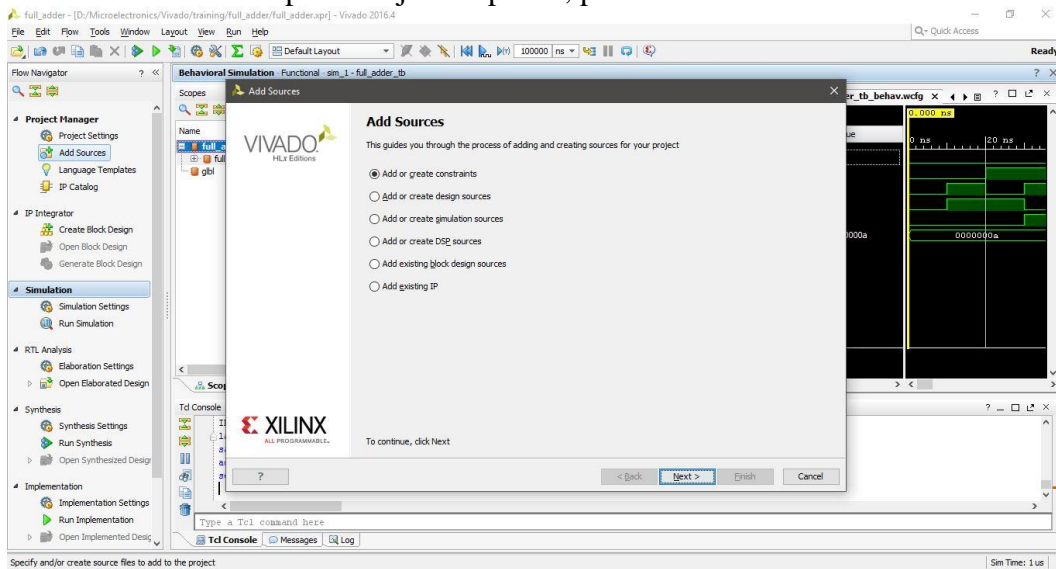 full_adder - [D:/Microelectronics/Vivado/training/full_adder/full_adder.xpr] - Vivado 2016.4
File Edit Flow Tools Window Layout View Run Help
Q- Quick Access
Default Layout
100000 ns
Ready
Flow Navigator
Behavioral Simulation - Functional - sim_1 - full_adder_tb
Scopes
Add Sources
er_tb_behav.wcfg
Project Manager
Project Settings
Add Sources
Language Templates
IP Catalog
IP Integrator
Create Block Design
Open Block Design
Generate Block Design
Simulation
Simulation Settings
Run Simulation
RTL Analysis
Elaboration Settings
Open Elaborated Design
Synthesis
Synthesis Settings
Run Synthesis
Open Synthesized Design
Implementation
Implementation Settings
Run Implementation
Name
glbl
VIVADO
HLx Editions
Add Sources
This guides you through the process of adding and creating sources for your project
Add or create constraints
Add or create design sources
Add or create simulation sources
Add or create DSP sources
Add existing block design sources
Add existing IP
XILINX
ALL PROGRAMMABLE.
To continue, click Next
? < Back Next > Finish Cancel
ue
0000a
0.000 ns
0 ns 20 ns
0000000a
Tcl Console
Type a Tcl command here
Tcl Console Messages Log
Specify and/or create source files to add to the project
Sim Time: 1 us